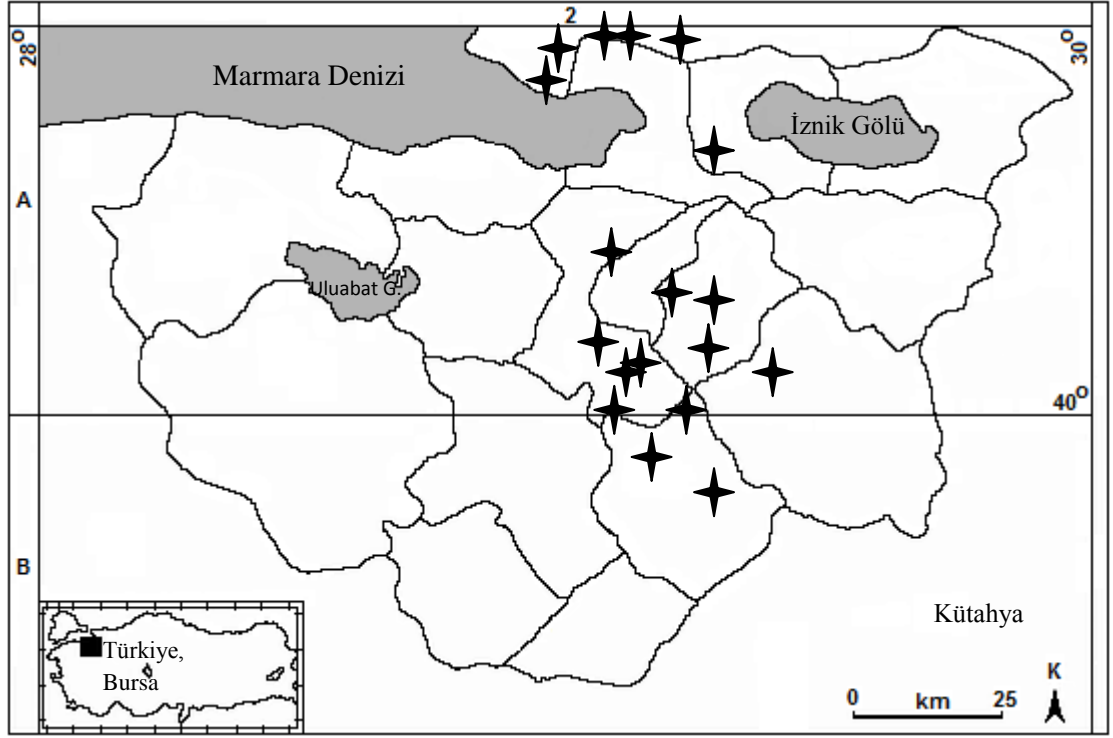 2
28°
30°
Marmara Denizi
İznik Gölü
A
Uluabat G.
40°
B
Kütahya
Türkiye,
Bursa
0 km 25
K